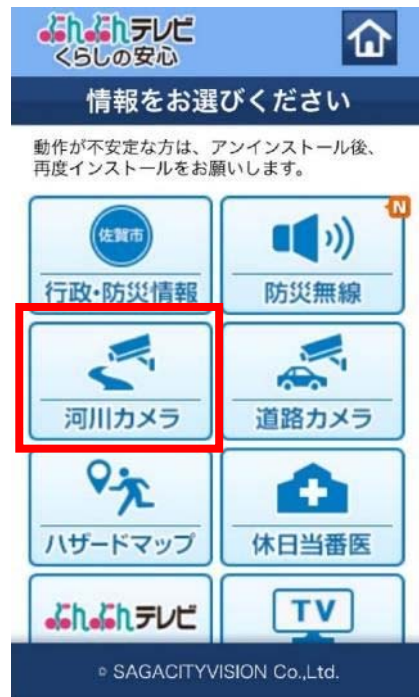 ぶんぶんテレビ
くらしの安心
情報をお選びください
動作が不安定な方は、アンインストール後、
再度インストールをお願いします。
佐賀市
N
行政・防災情報
防災無線
河川カメラ
道路カメラ
ハザードマップ
休日当番医
ぶんぶんテレビ
TV
© SAGACITYVISION Co.,Ltd.